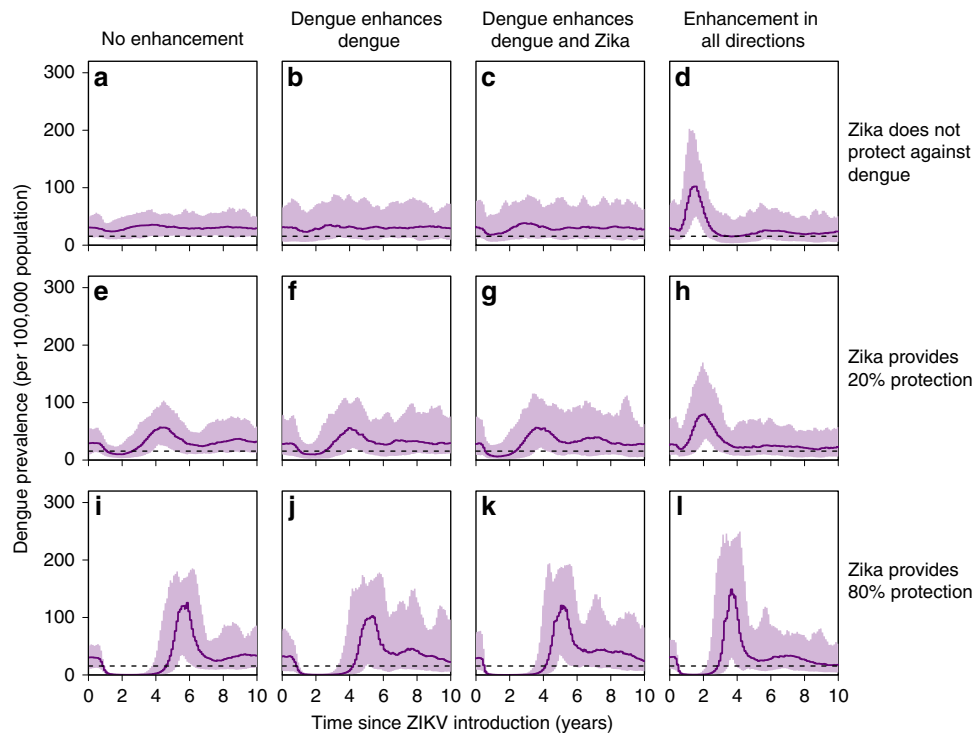 No enhancement
Dengue enhances
dengue
Dengue enhances
dengue and Zika
Enhancement in
all directions
Dengue prevalence (per 100,000 population)
300
200
100
0
a
b
c
d
Zika does not
protect against
dengue
300
200
100
0
e
f
g
h
Zika provides
20% protection
300
200
100
0
i
j
k
l
Zika provides
80% protection
0 2 4 6 8 10 0 2 4 6 8 10 0 2 4 6 8 10 0 2 4 6 8 10
Time since ZIKV introduction (years)